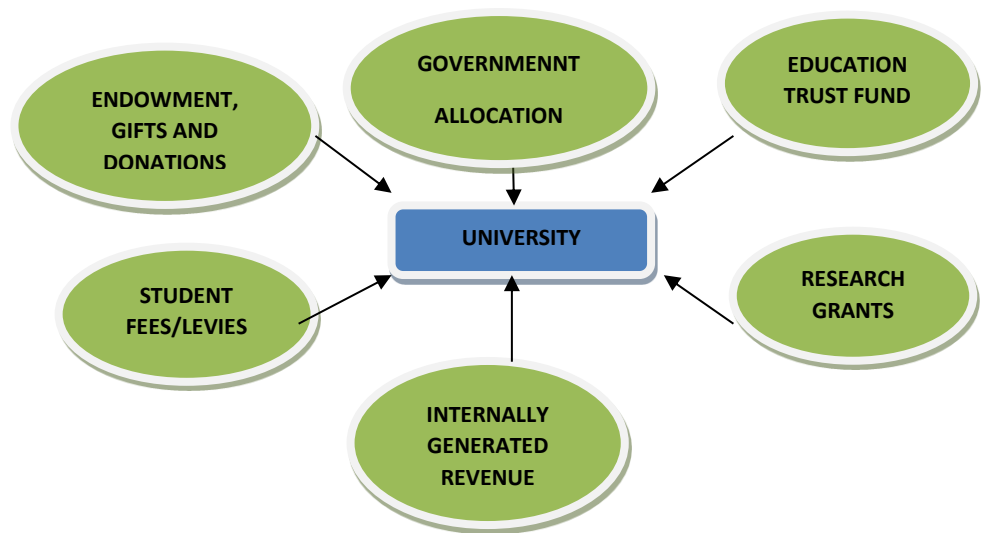 ENDOWMENT,
GIFTS AND
DONATIONS
GOVERNMENNT
ALLOCATION
EDUCATION
TRUST FUND
UNIVERSITY
STUDENT
FEES/LEVIES
RESEARCH
GRANTS
INTERNALLY
GENERATED
REVENUE